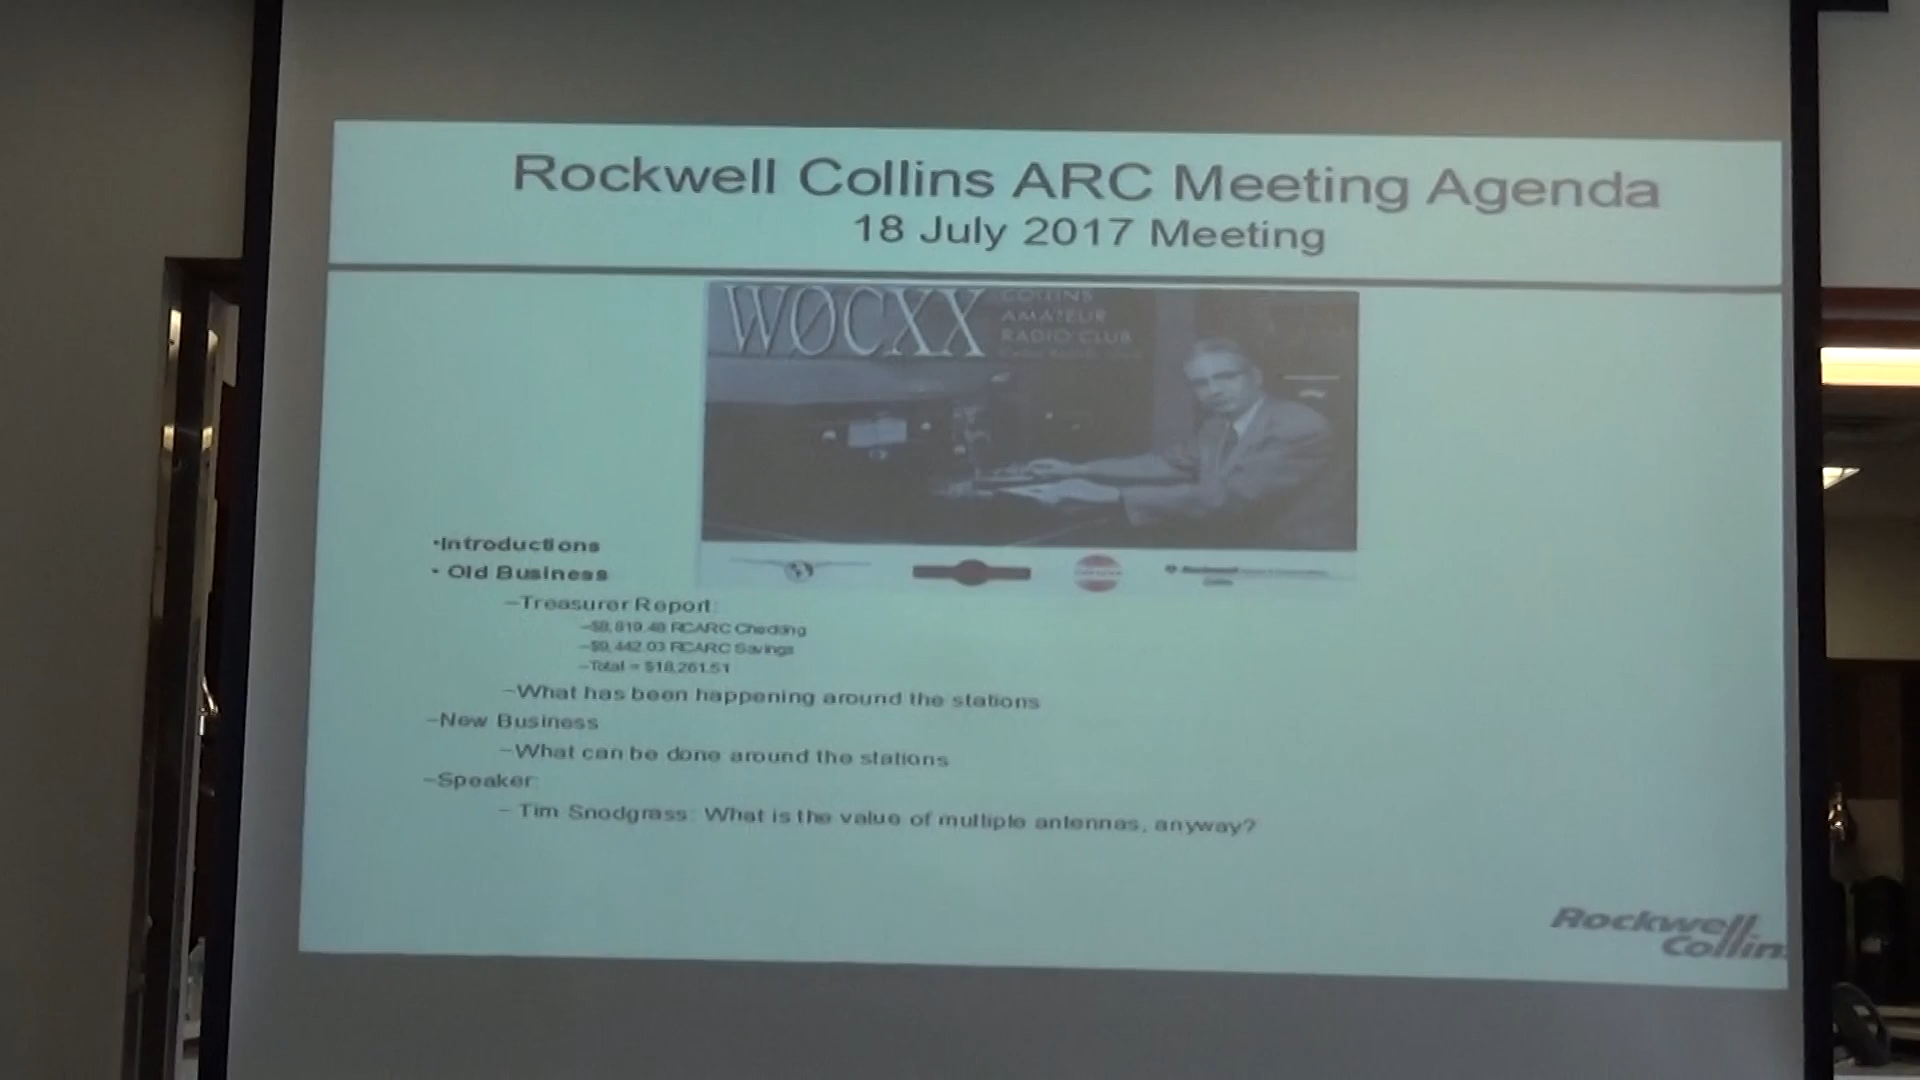 Rockwell Collins ARC Meeting Agenda
18 July 2017 Meeting
WØCXX
COLLINS
AMATEUR
RADIO CLUB
•Introductions
• Old Business
–Treasurer Report:
–$8,819.48 RCARC Checking
–$9,442.03 RCARC Savings
–Total = $18,261.51
–What has been happening around the stations
–New Business
–What can be done around the stations
–Speaker:
– Tim Snodgrass: What is the value of multiple antennas, anyway?
Rockwell
Collins